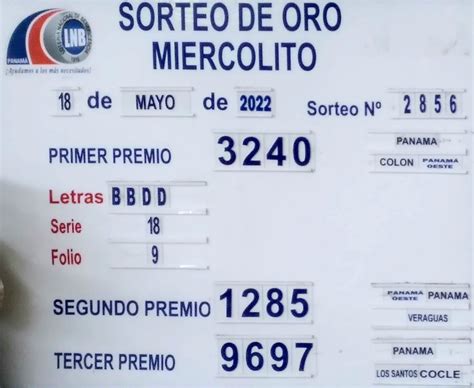 SORTEO DE ORO
MIERCOLITO
LNB
PANAMA
¡Ayudamos a los más necesitados!
18 de MAYO de 2022 Sorteo Nº 2856
PRIMER PREMIO 3240 PANAMA
COLON PANAMA OESTE
Letras BBDD
Serie 18
Folio 9
SEGUNDO PREMIO 1285 PANAMA OESTE PANAMA
VERAGUAS
TERCER PREMIO 9697 PANAMA
LOS SANTOS COCLE